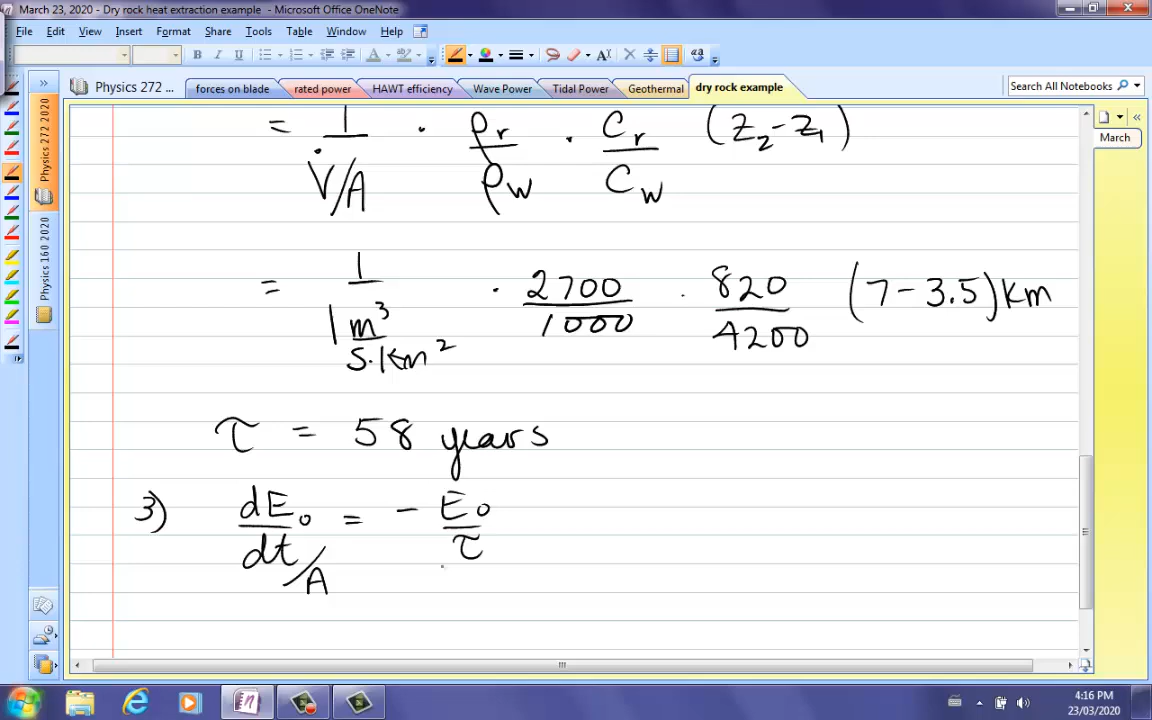 March 23, 2020 - Dry rock heat extraction example - Microsoft Office OneNote
File Edit View Insert Format Share Tools Table Window Help
Physics 272 ... forces on blade rated power HAWT efficiency Wave Power Tidal Power Geothermal dry rock example Search All Notebooks
March
Physics 272 2020
Physics 160 2020
= 1/(V̇/A) · ρr/ρw · Cr/Cw (Z2-Z1)
= 1/(1 m³/5.1km²) · 2700/1000 · 820/4200 (7-3.5)km
τ = 58 years
3) dE0/dt/A = - E0/τ
4:16 PM
23/03/2020